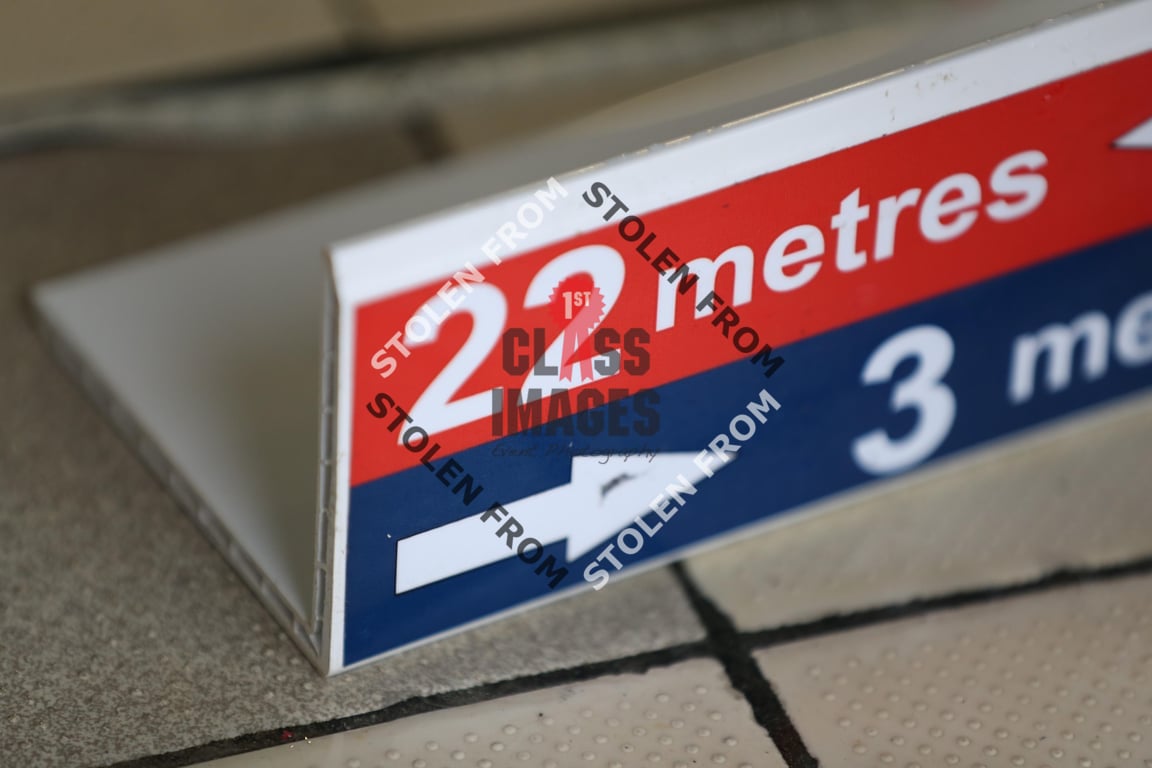 22 metres
3 me
STOLEN FROM
STOLEN FROM
STOLEN FROM
STOLEN FROM
1ST
CLASS
IMAGES
Event Photography